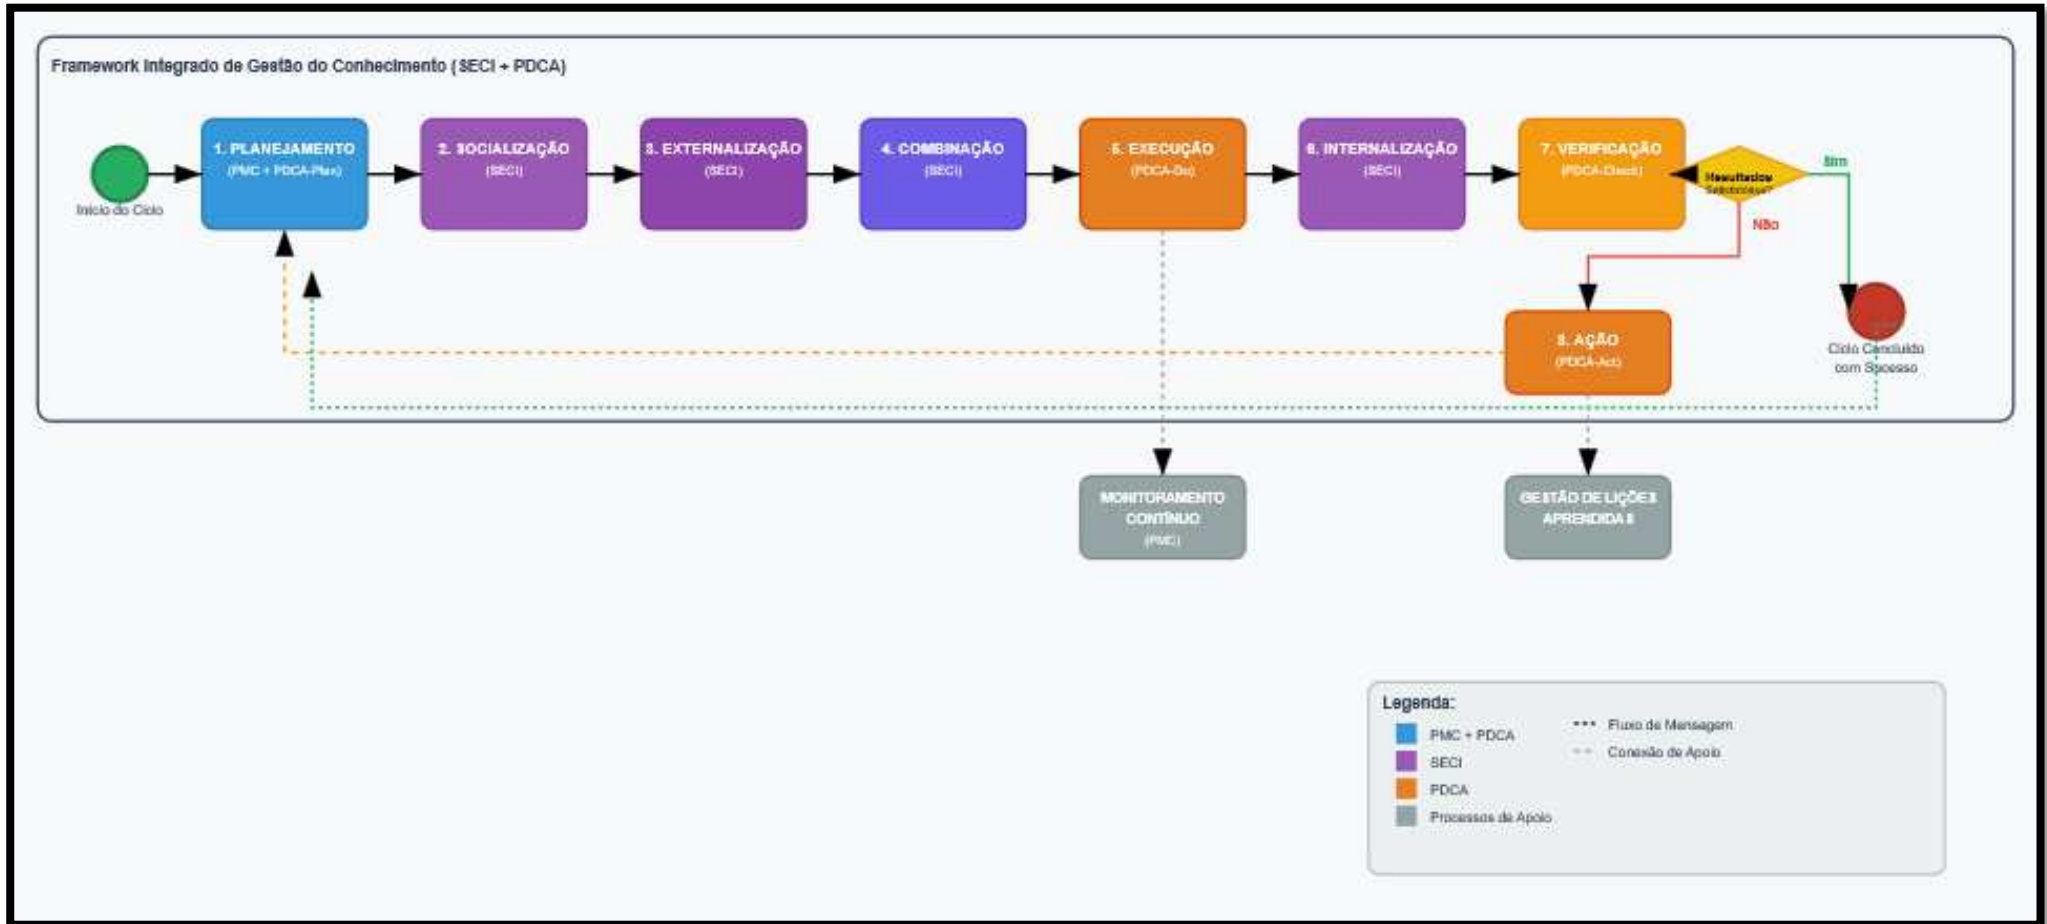 Framework Integrado de Gestão do Conhecimento (SECI + PDCA)
Início do Ciclo
1. PLANEJAMENTO
(PMC + PDCA-Plan)
2. SOCIALIZAÇÃO
(SECI)
3. EXTERNALIZAÇÃO
(SECI)
4. COMBINAÇÃO
(SECI)
5. EXECUÇÃO
(PDCA-Do)
6. INTERNALIZAÇÃO
(SECI)
7. VERIFICAÇÃO
(PDCA-Check)
Resultados
Sim
Não
8. AÇÃO
(PDCA-Act)
Ciclo Concluído
com Sucesso
MONITORAMENTO
CONTÍNUO
(PMC)
GESTÃO DE LIÇÕES
APRENDIDAS
Legenda:
PMC + PDCA
SECI
PDCA
Processos de Apoio
Fluxo de Mensagem
Conexão de Apoio